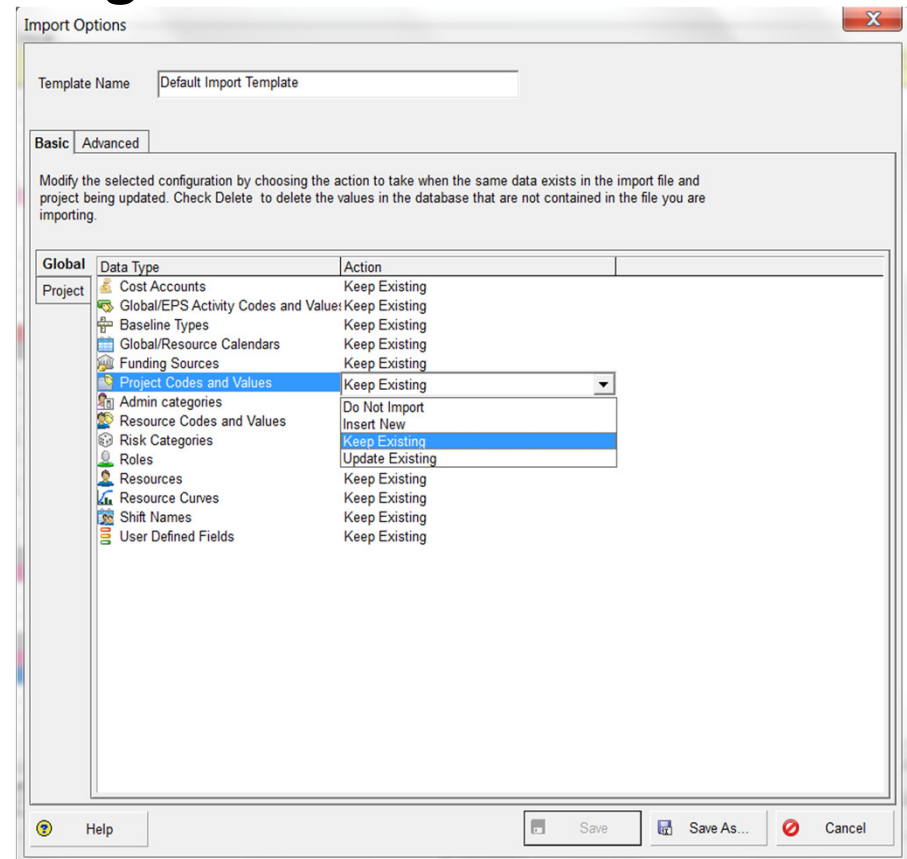 Import Options
X
Template Name Default Import Template
Basic Advanced
Modify the selected configuration by choosing the action to take when the same data exists in the import file and
project being updated. Check Delete to delete the values in the database that are not contained in the file you are
importing.
Global
Project
Data Type Action
Cost Accounts Keep Existing
Global/EPS Activity Codes and Value: Keep Existing
Baseline Types Keep Existing
Global/Resource Calendars Keep Existing
Funding Sources Keep Existing
Project Codes and Values Keep Existing
Admin categories Do Not Import
Resource Codes and Values Insert New
Risk Categories Keep Existing
Roles Update Existing
Resources Keep Existing
Resource Curves Keep Existing
Shift Names Keep Existing
User Defined Fields Keep Existing
Help Save Save As... Cancel